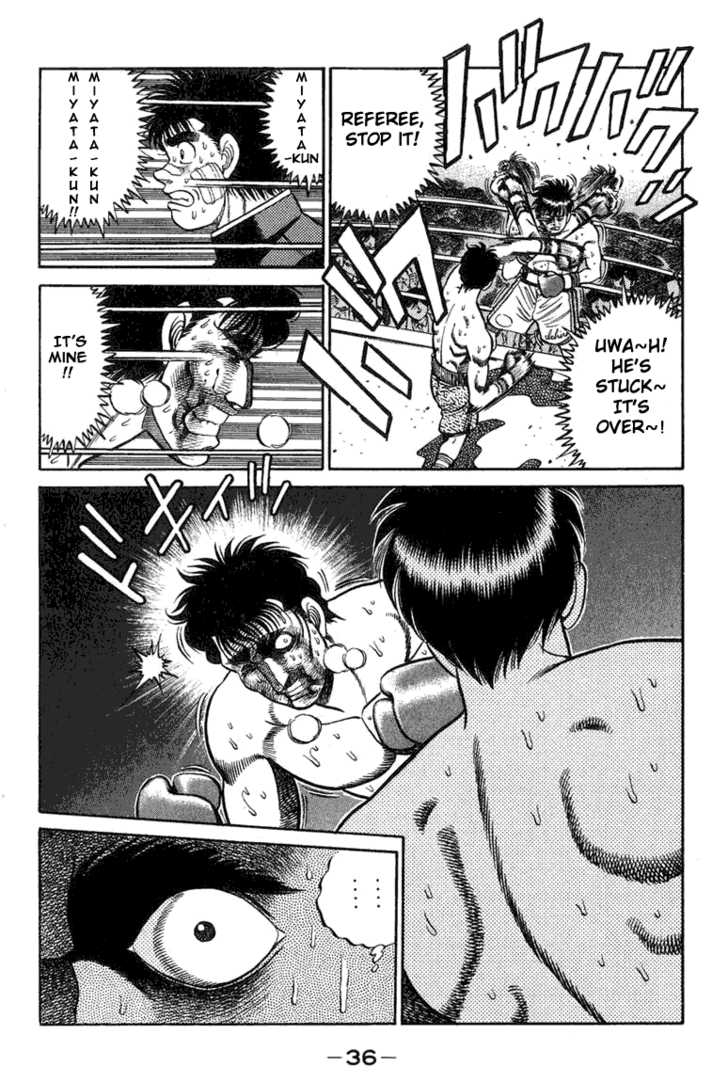 REFEREE,
STOP IT!
UWA~H!
HE'S
STUCK~
IT'S
OVER~!
MIYATA
-KUN
MIYATA-KUN
MIYATA-KUN!!
IT'S
MINE
!!
......
-36-